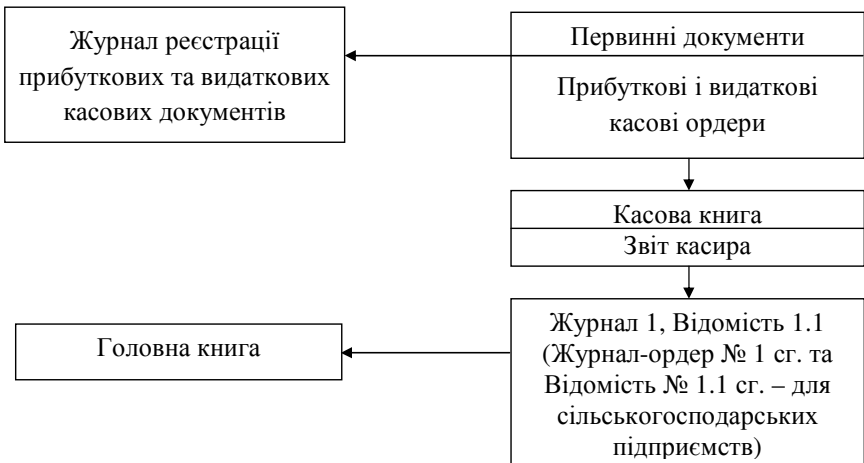 Журнал реєстрації
прибуткових та видаткових
касових документів
Первинні документи
Прибуткові і видаткові
касові ордери
Касова книга
Звіт касира
Головна книга
Журнал 1, Відомість 1.1
(Журнал-ордер № 1 сг. та
Відомість № 1.1 сг. – для
сільськогосподарських
підприємств)